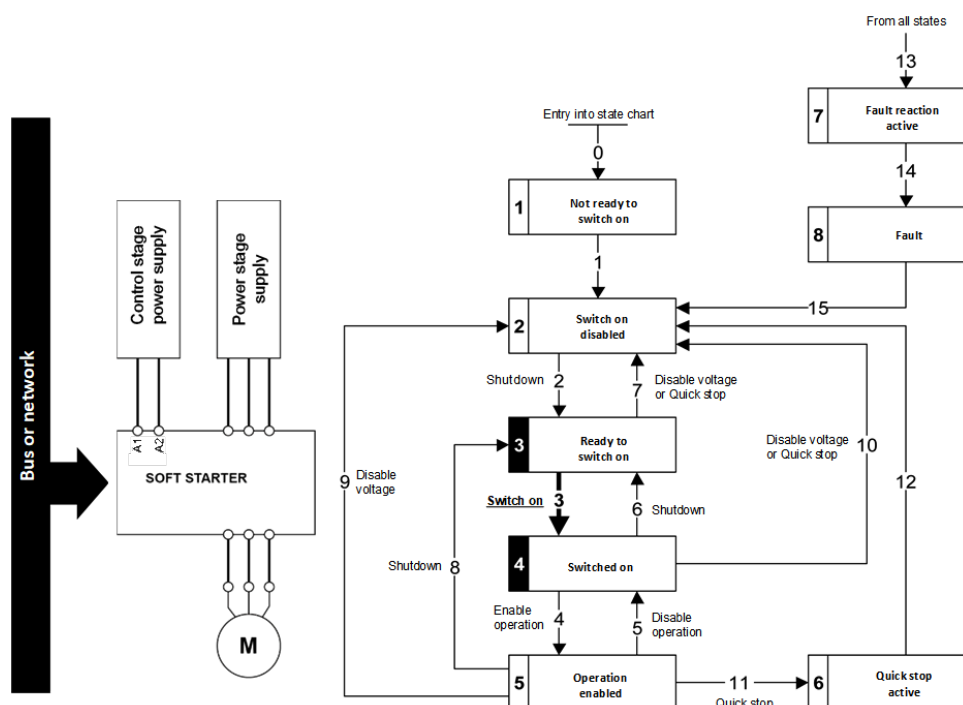 From all states
13
7
Fault reaction
active
Entry into state chart
14
0
1
Not ready to
switch on
8
Fault
Control stage
power supply
Power stage
supply
1
15
2
Switch on
disabled
Bus or network
Shutdown
2
7
Disable voltage
or Quick stop
A1
A2
3
Ready to
switch on
Disable voltage
or Quick stop
10
SOFT STARTER
9
Disable
voltage
12
Switch on
3
6
Shutdown
Shutdown
8
4
Switched on
Enable
operation
4
5
Disable
operation
M
5
Operation
enabled
11
Quick stop
6
Quick stop
active